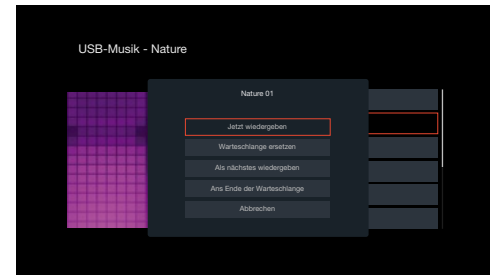 USB-Musik - Nature
Nature 01
Jetzt wiedergeben
Warteschlange ersetzen
Als nächstes wiedergeben
Ans Ende der Warteschlange
Abbrechen